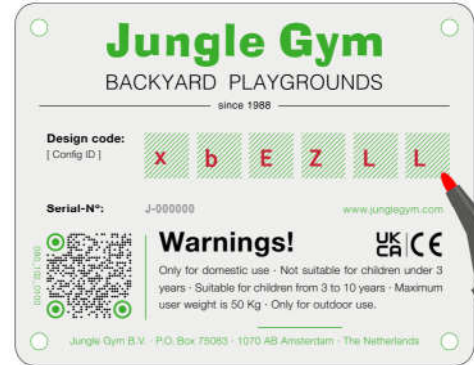 Jungle Gym
BACKYARD PLAYGROUNDS
since 1988
Design code:
[ Config ID ]
x b E Z L L
Serial-Nº: J-000000 www.junglegym.com
Warnings!
UK CA CE
Only for domestic use · Not suitable for children under 3
years · Suitable for children from 3 to 10 years · Maximum
user weight is 50 Kg · Only for outdoor use.
Jungle Gym B.V. · P.O. Box 75083 · 1070 AB Amsterdam · The Netherlands